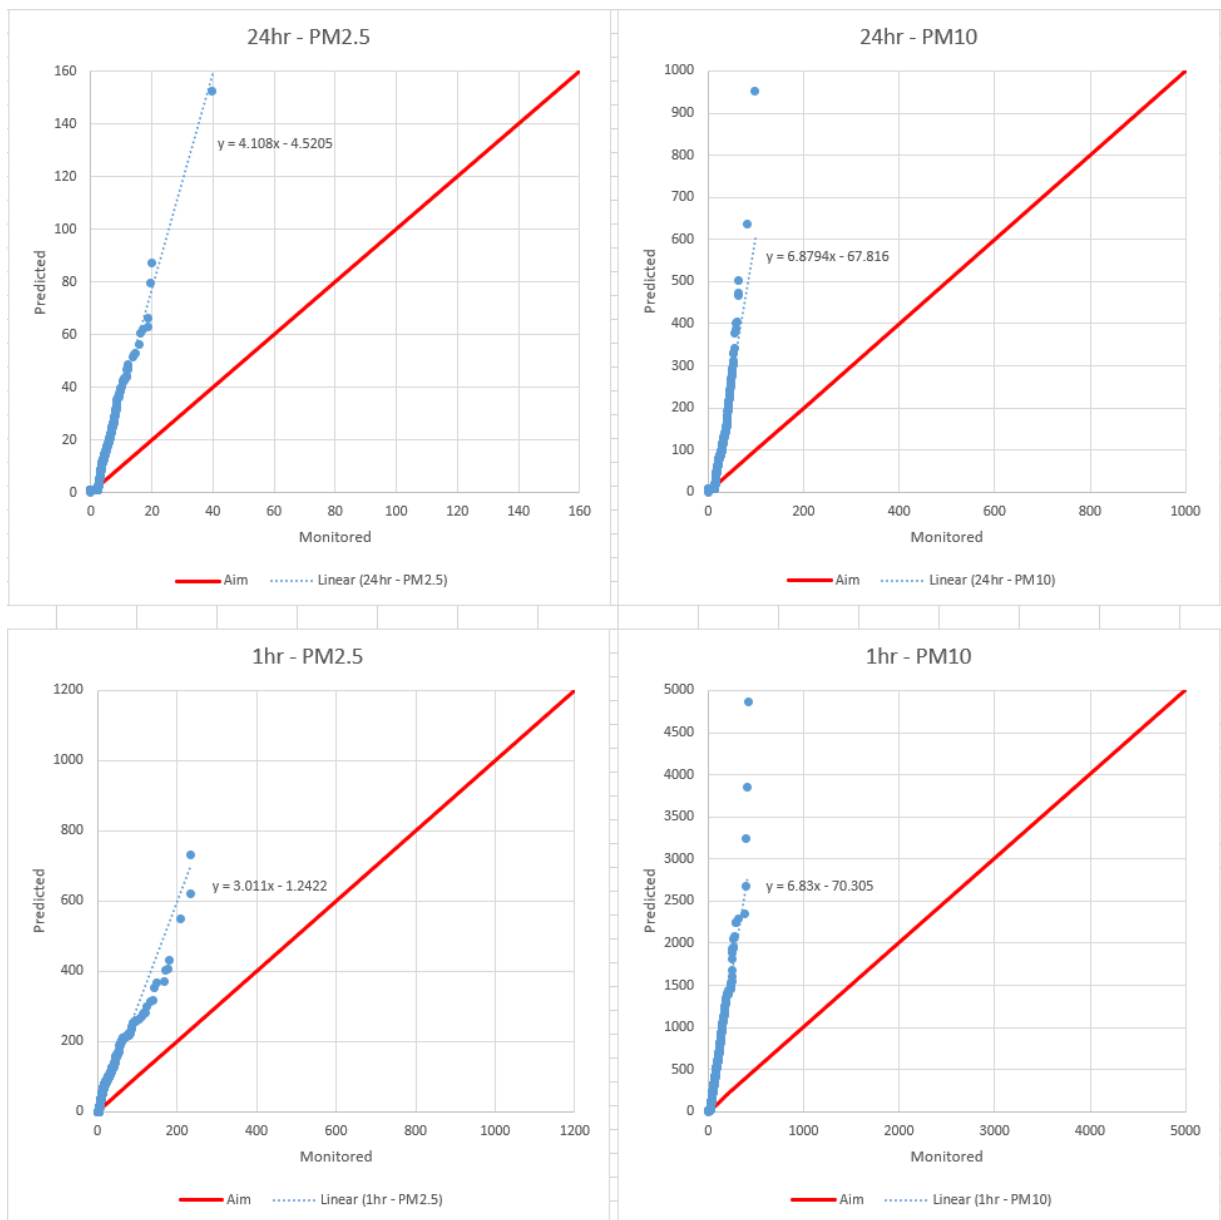 24hr - PM2.5
160
140
120
100
80
60
40
20
0
Predicted
y = 4.108x - 4.5205
0 20 40 60 80 100 120 140 160
Monitored
Aim Linear (24hr - PM2.5)
24hr - PM10
1000
900
800
700
600
500
400
300
200
100
0
Predicted
y = 6.8794x - 67.816
0 200 400 600 800 1000
Monitored
Aim Linear (24hr - PM10)
1hr - PM2.5
1200
1000
800
600
400
200
0
Predicted
y = 3.011x - 1.2422
0 200 400 600 800 1000 1200
Monitored
Aim Linear (1hr - PM2.5)
1hr - PM10
5000
4500
4000
3500
3000
2500
2000
1500
1000
500
0
Predicted
y = 6.83x - 70.305
0 1000 2000 3000 4000 5000
Monitored
Aim Linear (1hr - PM10)